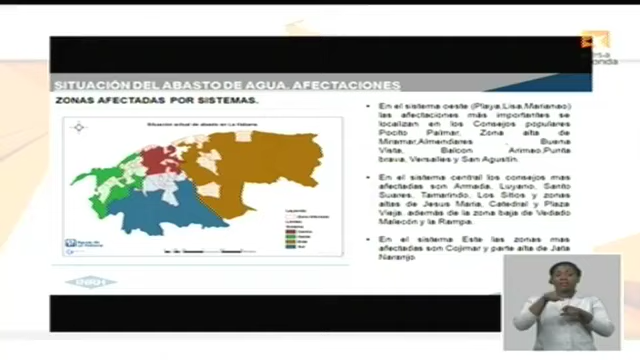 SITUACIÓN DEL ABASTO DE AGUA. AFECTACIONES
ZONAS AFECTADAS POR SISTEMAS.
Situación actual de abasto en La Habana
• En el sistema oeste (Playa,Lisa,Marianao)
las afectaciones más importantes se
localizan en los Consejos populares
Pocito Palmar, Zona alta de
Miramar,Almendares , Buena
Vista, Balcon Arimao,Punta
brava, Versalles y San Agustín.
• En el sistema central los consejos mas
afectadas son Armada, Luyano, Santo
Suares, Tamarindo, Los Sitios y zonas
altas de Jesus Maria, Catedral y Plaza
Vieja, además de la zona baja de Vedado
Malecón y la Rampa.
• En el sistema Este las zonas mas
afectadas son Cojimar y parte alta de Jata
Naranjo
INRH